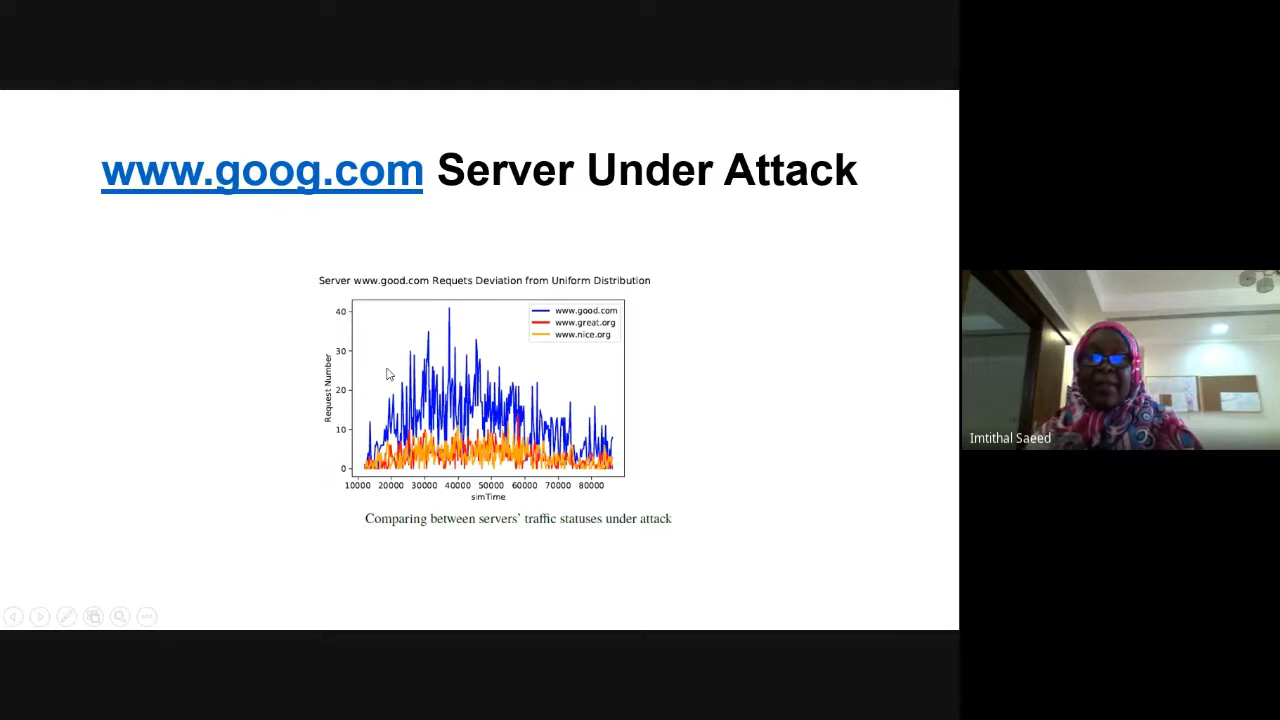 www.goog.com Server Under Attack
Server www.good.com Requets Deviation from Uniform Distribution
www.good.com
www.great.org
www.nice.org
40
30
20
10
0
Request Number
10000 20000 30000 40000 50000 60000 70000 80000
simTime
Comparing between servers' traffic statuses under attack
Imtithal Saeed